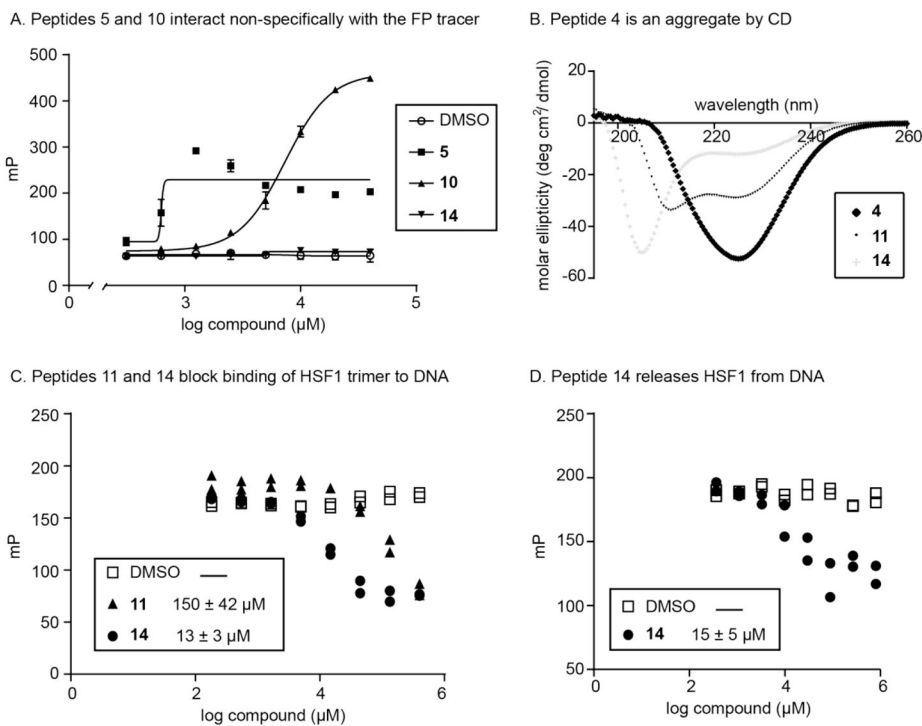 A. Peptides 5 and 10 interact non-specifically with the FP tracer
500
400
300
200
100
0
mP
0
3
4
5
log compound (µM)
DMSO
5
10
14
B. Peptide 4 is an aggregate by CD
20
0
-20
-40
-60
molar ellipticity (deg cm²/ dmol)
wavelength (nm)
200
220
240
260
4
11
14
C. Peptides 11 and 14 block binding of HSF1 trimer to DNA
250
200
150
100
50
0
mP
0
2
4
6
log compound (µM)
DMSO —
11 150 ± 42 µM
14 13 ± 3 µM
D. Peptide 14 releases HSF1 from DNA
250
200
150
100
50
mP
0
2
4
6
log compound (µM)
DMSO —
14 15 ± 5 µM